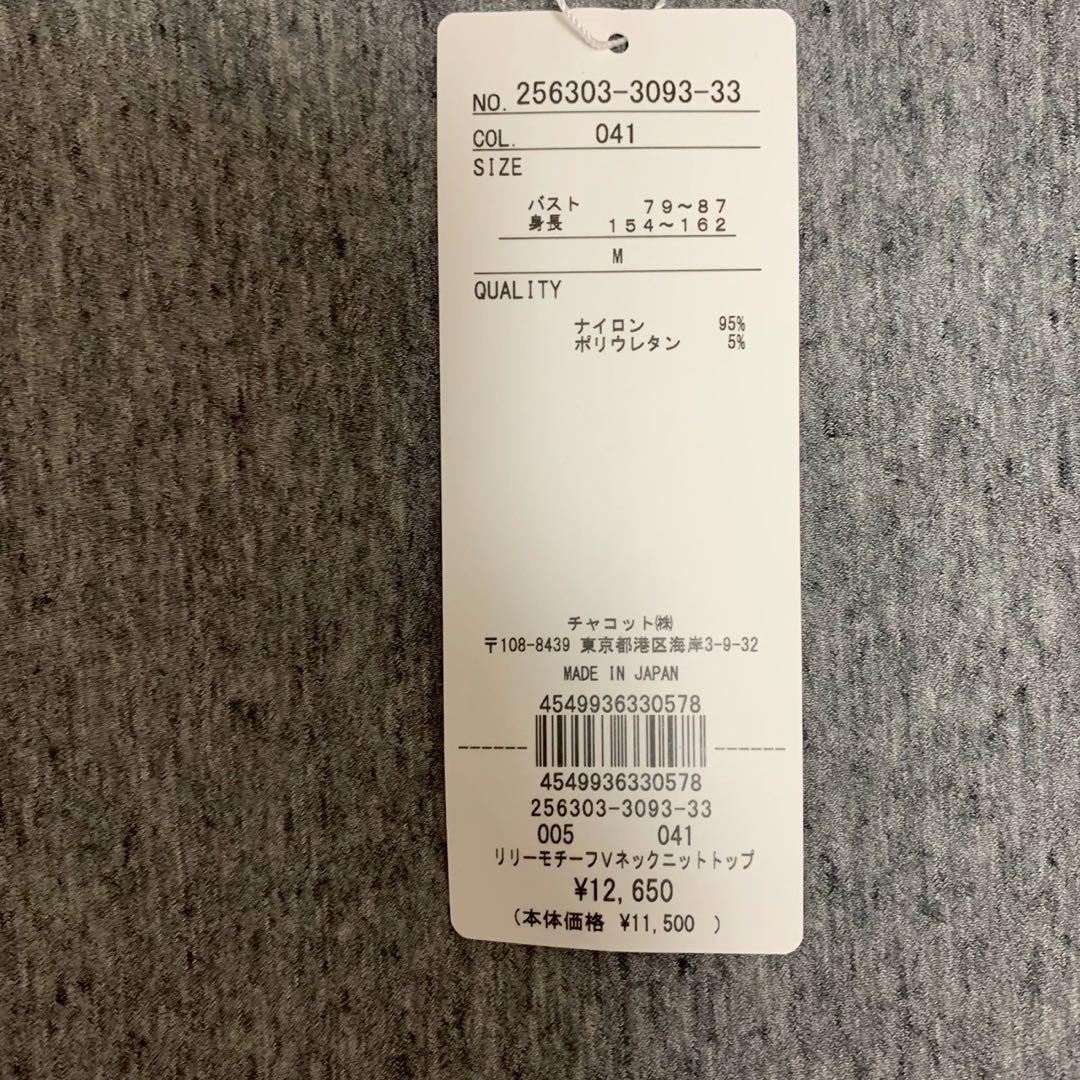 NO. 256303-3093-33
COL. 041
SIZE
バスト 79~87
身長 154~162
M
QUALITY
ナイロン 95%
ポリウレタン 5%
チャコット㈱
〒108-8439 東京都港区海岸3-9-32
MADE IN JAPAN
4549936330578
4549936330578
256303-3093-33
005 041
リリーモチーフVネックニットトップ
¥12,650
(本体価格 ¥11,500 )